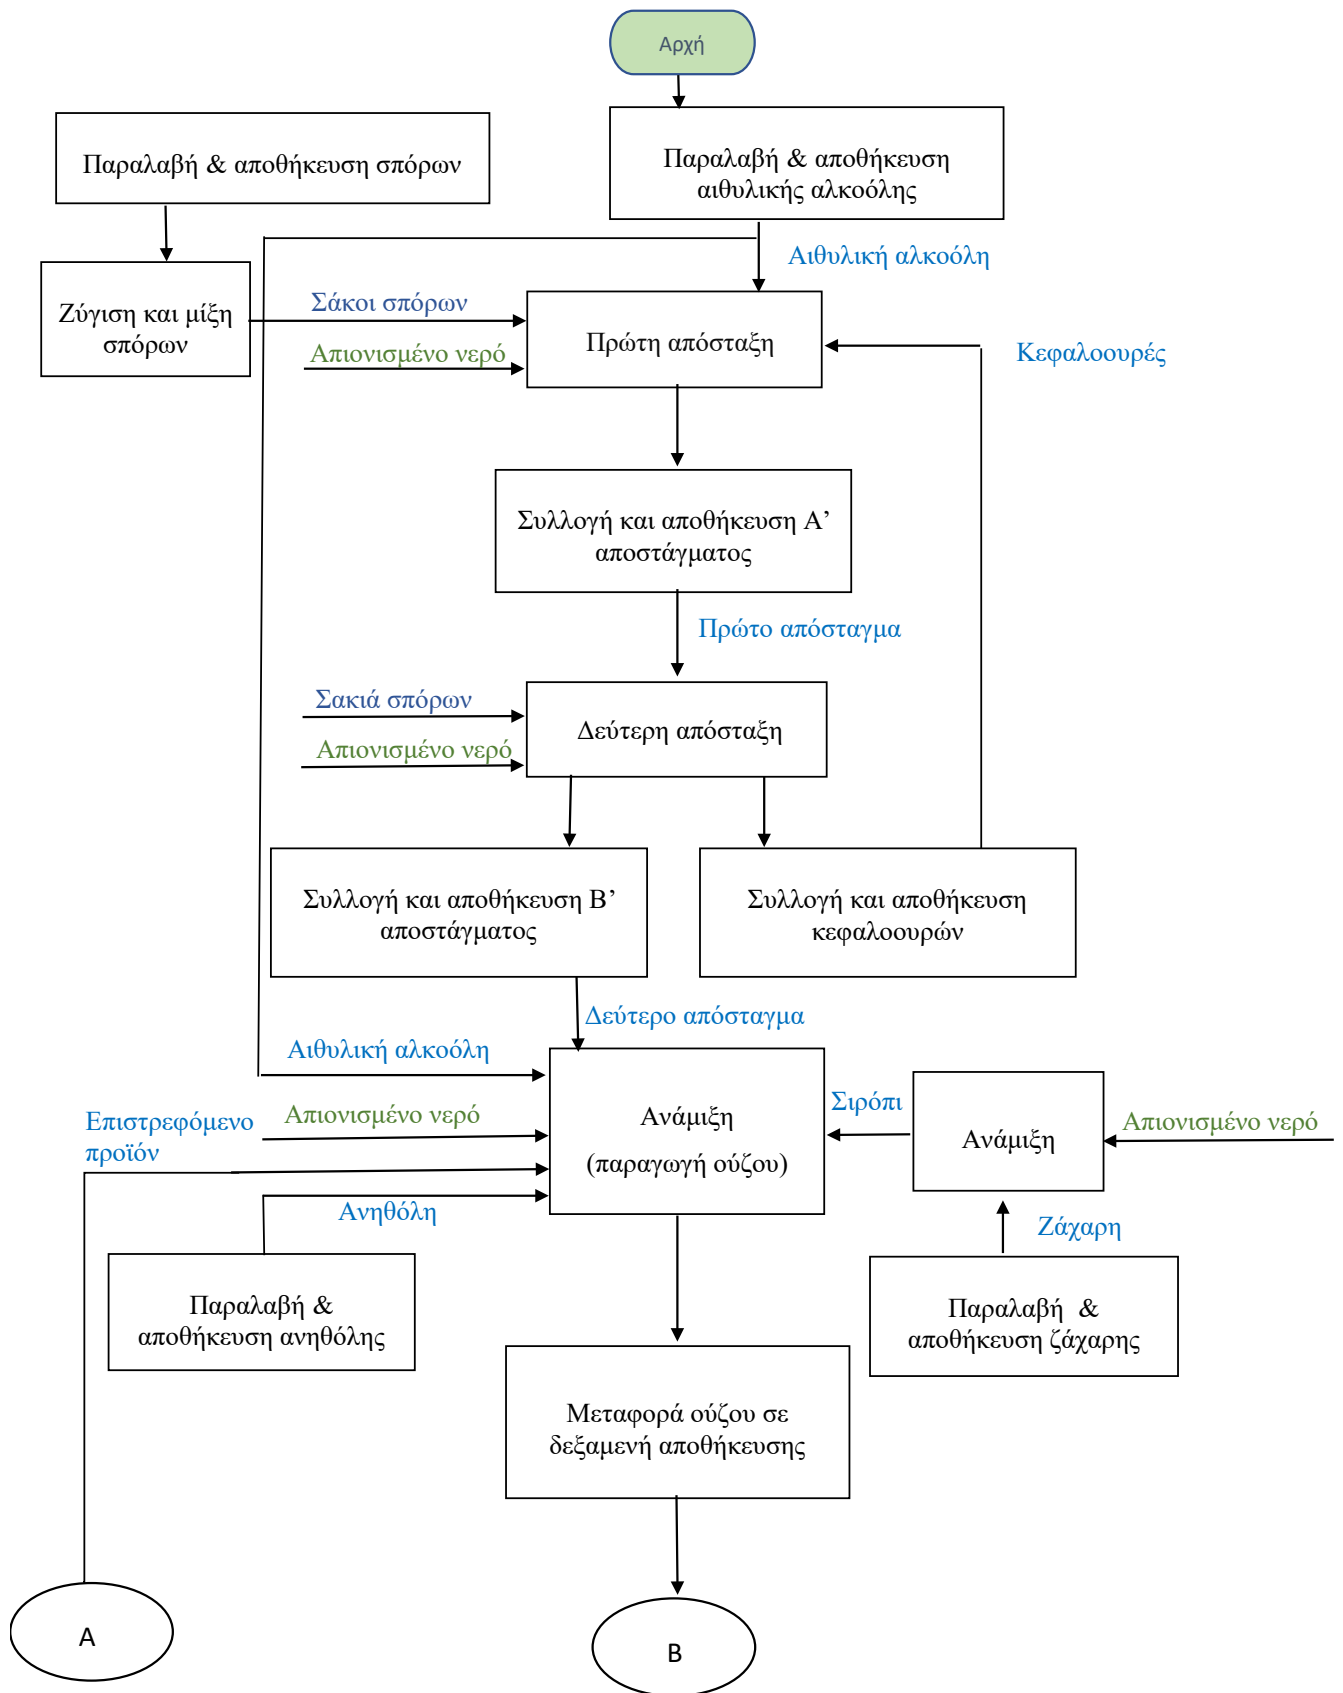 Αρχή
Παραλαβή & αποθήκευση σπόρων
Παραλαβή & αποθήκευση
αιθυλικής αλκοόλης
Αιθυλική αλκοόλη
Ζύγιση και μίξη
σπόρων
Σάκοι σπόρων
Απιονισμένο νερό
Πρώτη απόσταξη
Κεφαλοουρές
Συλλογή και αποθήκευση Α’
αποστάγματος
Πρώτο απόσταγμα
Σακιά σπόρων
Απιονισμένο νερό
Δεύτερη απόσταξη
Συλλογή και αποθήκευση Β’
αποστάγματος
Συλλογή και αποθήκευση
κεφαλοουρών
Δεύτερο απόσταγμα
Αιθυλική αλκοόλη
Επιστρεφόμενο
προϊόν
Απιονισμένο νερό
Ανηθόλη
Ανάμιξη
(παραγωγή ούζου)
Σιρόπι
Ανάμιξη
Απιονισμένο νερό
Ζάχαρη
Παραλαβή &
αποθήκευση ανηθόλης
Παραλαβή &
αποθήκευση ζάχαρης
Μεταφορά ούζου σε
δεξαμενή αποθήκευσης
Α
Β